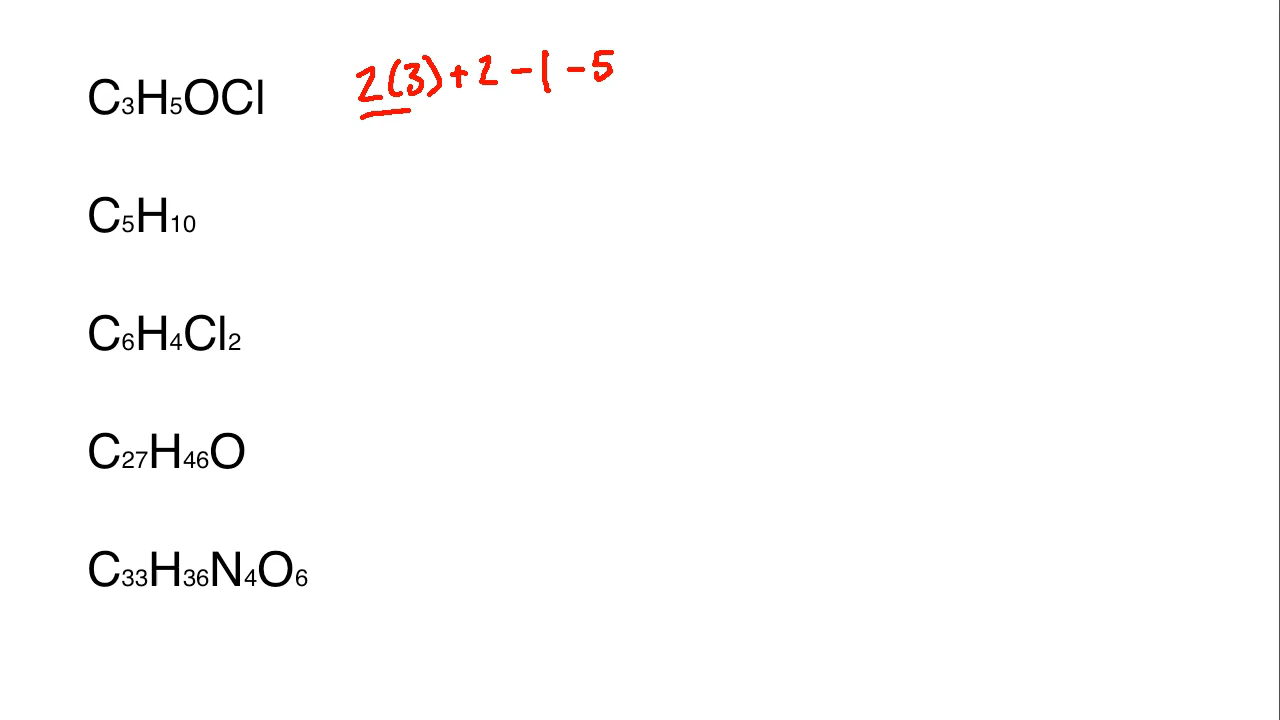 C₃H₅OCl 2(3)+2-1-5
C₅H₁₀
C₆H₄Cl₂
C₂₇H₄₆O
C₃₃H₃₆N₄O₆